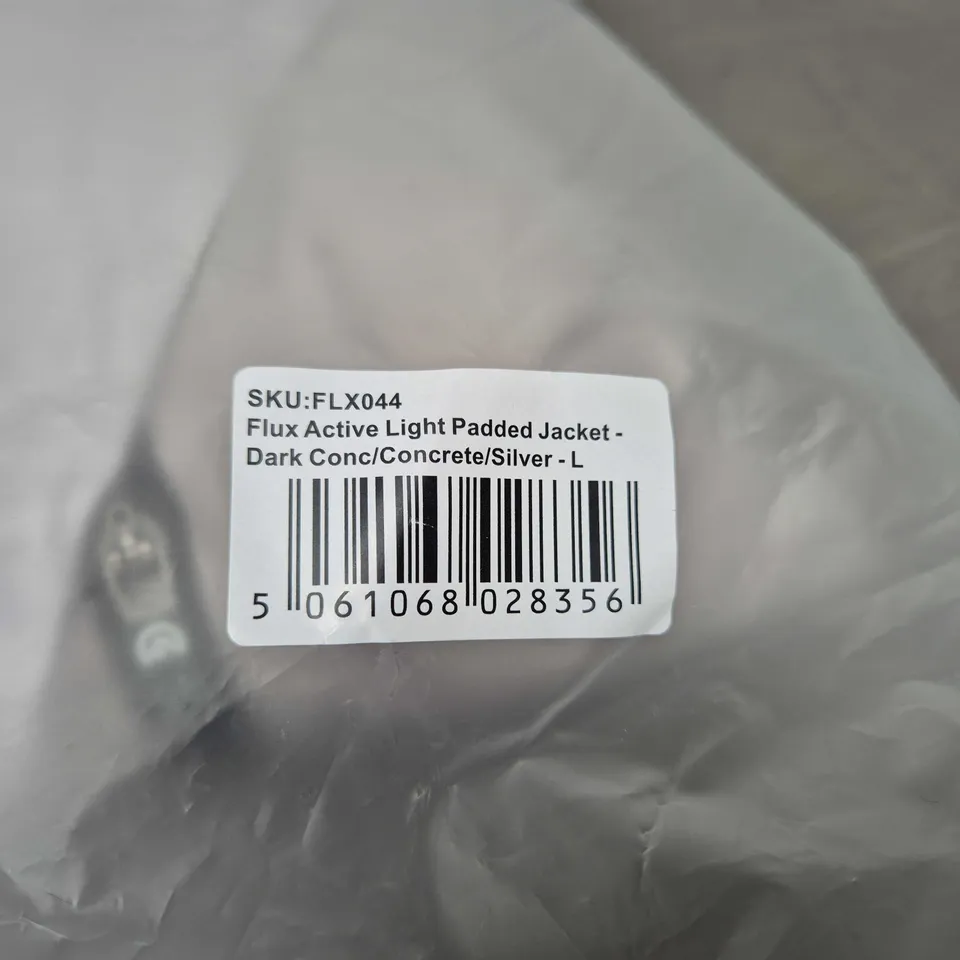 SKU:FLX044
Flux Active Light Padded Jacket -
Dark Conc/Concrete/Silver - L
5 061068 028356